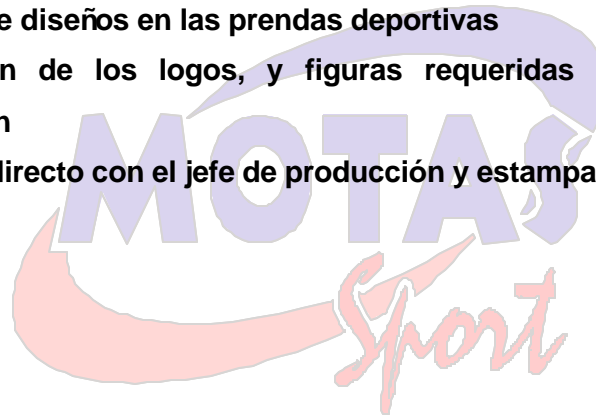 e diseños en las prendas deportivas
n de los logos, y figuras requeridas
n
directo con el jefe de producción y estampa
MOTAS
Sport